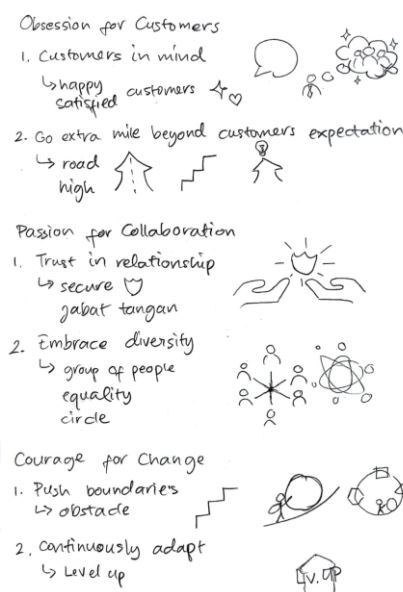 Obsession for Customers
1. Customers in mind
↳ happy customers
satisfied
2. Go extra mile beyond customers expectation
↳ road
high
Passion for Collaboration
1. Trust in relationship
↳ secure
jabat tangan
2. Embrace diversity
↳ group of people
equality
circle
Courage for Change
1. Push boundaries
↳ obstacle
2. Continuously adapt
↳ Level up
LV. UP